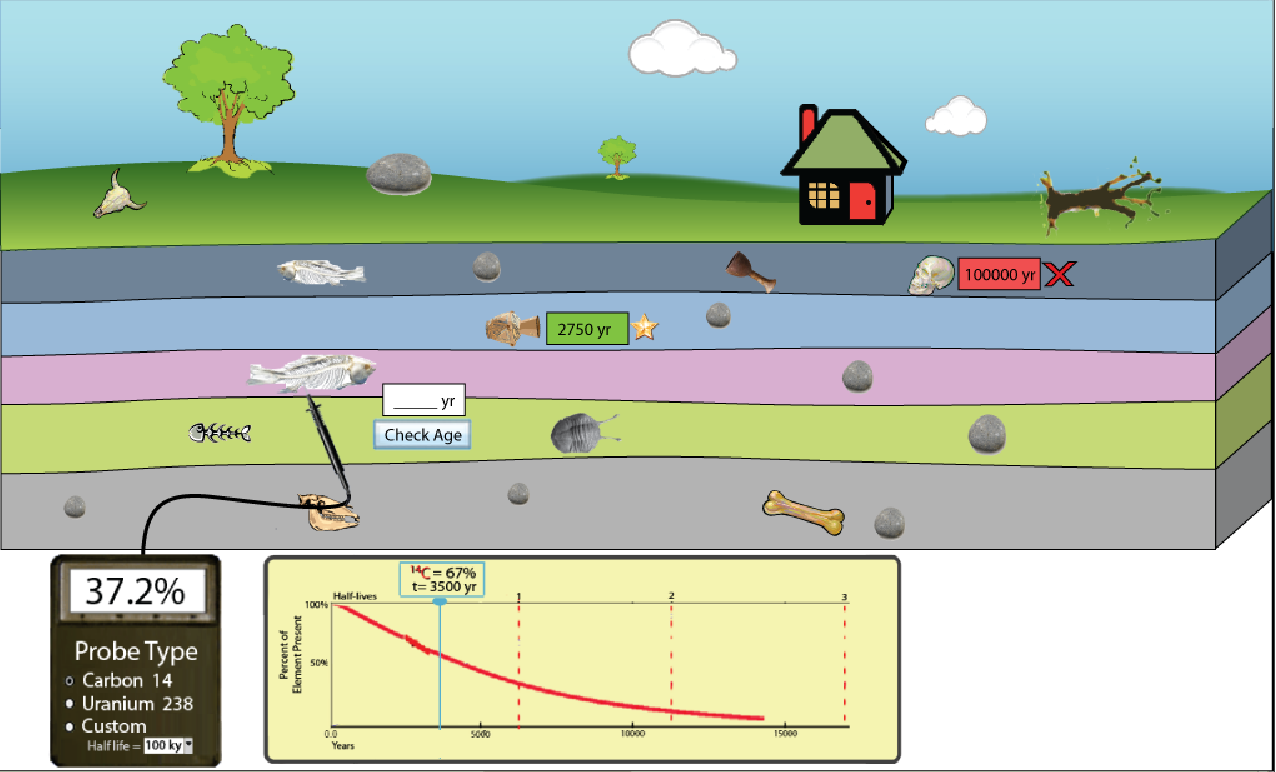 100000 yr
2750 yr
_____ yr
Check Age
37.2%
Probe Type
Carbon 14
Uranium 238
Custom
Half life = 100 ky
¹⁴C = 67%
t= 3500 yr
Half-lives
1
2
3
100%
50%
Percent of
Element Present
0.0
5000
10000
15000
Years